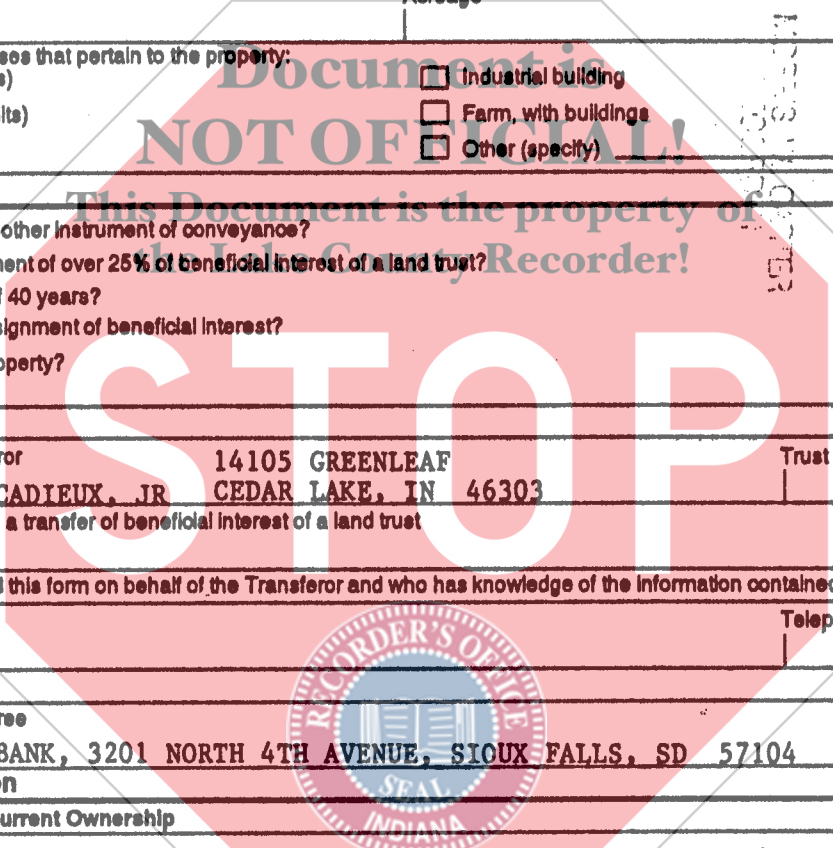 Acreage
ses that pertain to the property:
s)
Industrial building
its)
Farm, with buildings
Other (specify)
Document is
NOT OFFICIAL!
This Document is the property of
the Lake County Recorder!
other instrument of conveyance?
ent of over 25% of beneficial interest of a land trust?
f 40 years?
signment of beneficial interest?
operty?
STOP
ror
14105 GREENLEAF
Trust
CADIEUX, JR CEDAR LAKE, IN 46303
a transfer of beneficial interest of a land trust
this form on behalf of the Transferor and who has knowledge of the information contained
Telep
RECORDER'S OFFICE
ree
BANK, 3201 NORTH 4TH AVENUE, SIOUX FALLS, SD 57104
on
SEAL
urrent Ownership
INDIANA